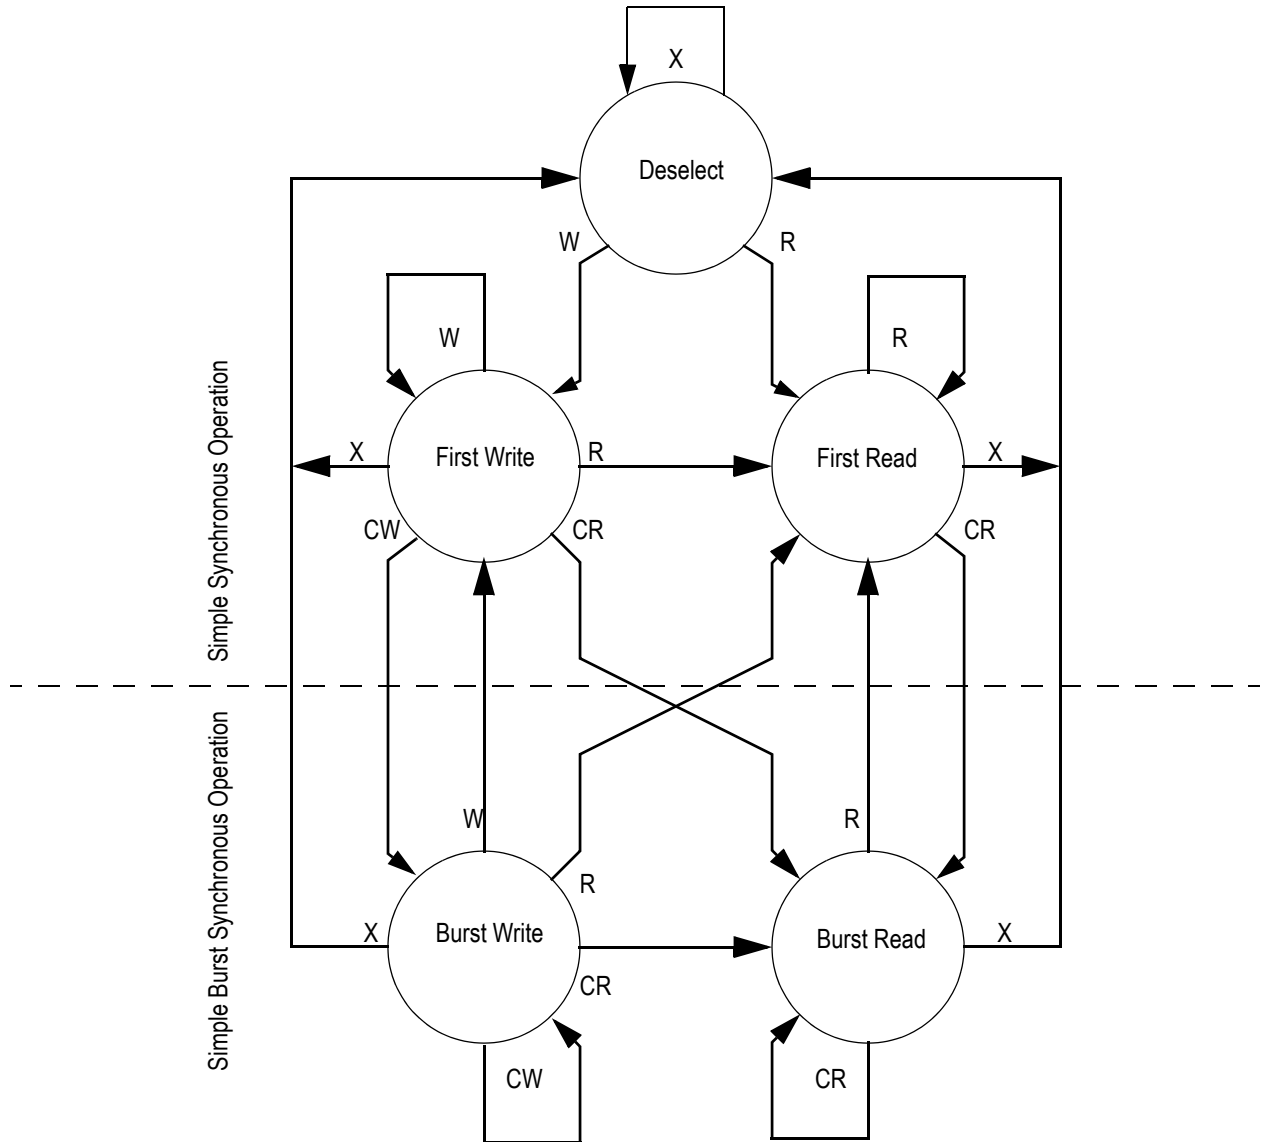 X
Deselect
W
R
W
R
Simple Synchronous Operation
X
First Write
R
First Read
X
CW
CR
CR
Simple Burst Synchronous Operation
W
R
R
X
Burst Write
Burst Read
X
CR
CW
CR